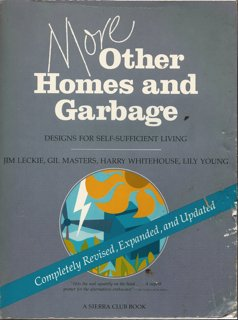 More
Other
Homes and
Garbage
DESIGNS FOR SELF-SUFFICIENT LIVING
JIM LECKIE, GIL MASTERS, HARRY WHITEHOUSE, LILY YOUNG
Completely Revised, Expanded, and Updated
A SIERRA CLUB BOOK